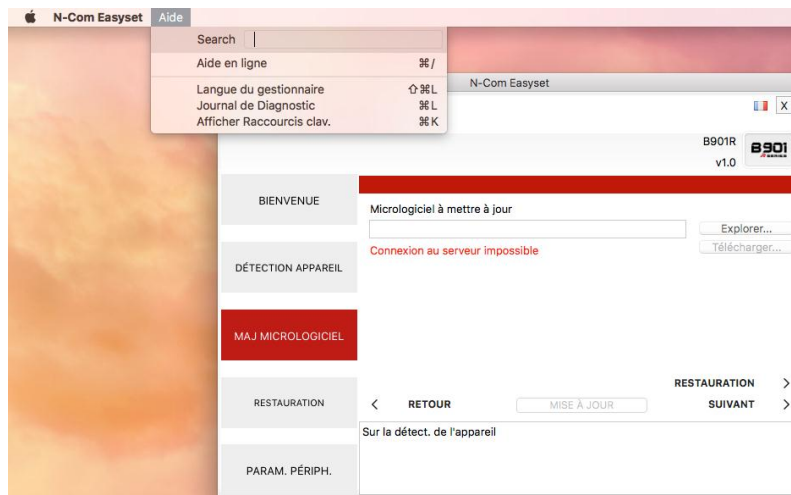 N-Com Easyset Aide
Search
Aide en ligne ⌘/
Langue du gestionnaire ⇧⌘L
Journal de Diagnostic ⌘L
Afficher Raccourcis clav. ⌘K
N-Com Easyset
X
B901R
v1.0
B901
SERIES
BIENVENUE
Micrologiciel à mettre à jour
Explorer...
Connexion au serveur impossible
Télécharger...
DÉTECTION APPAREIL
MAJ MICROLOGICIEL
RESTAURATION >
RESTAURATION
< RETOUR MISE À JOUR SUIVANT >
Sur la détect. de l'appareil
PARAM. PÉRIPH.